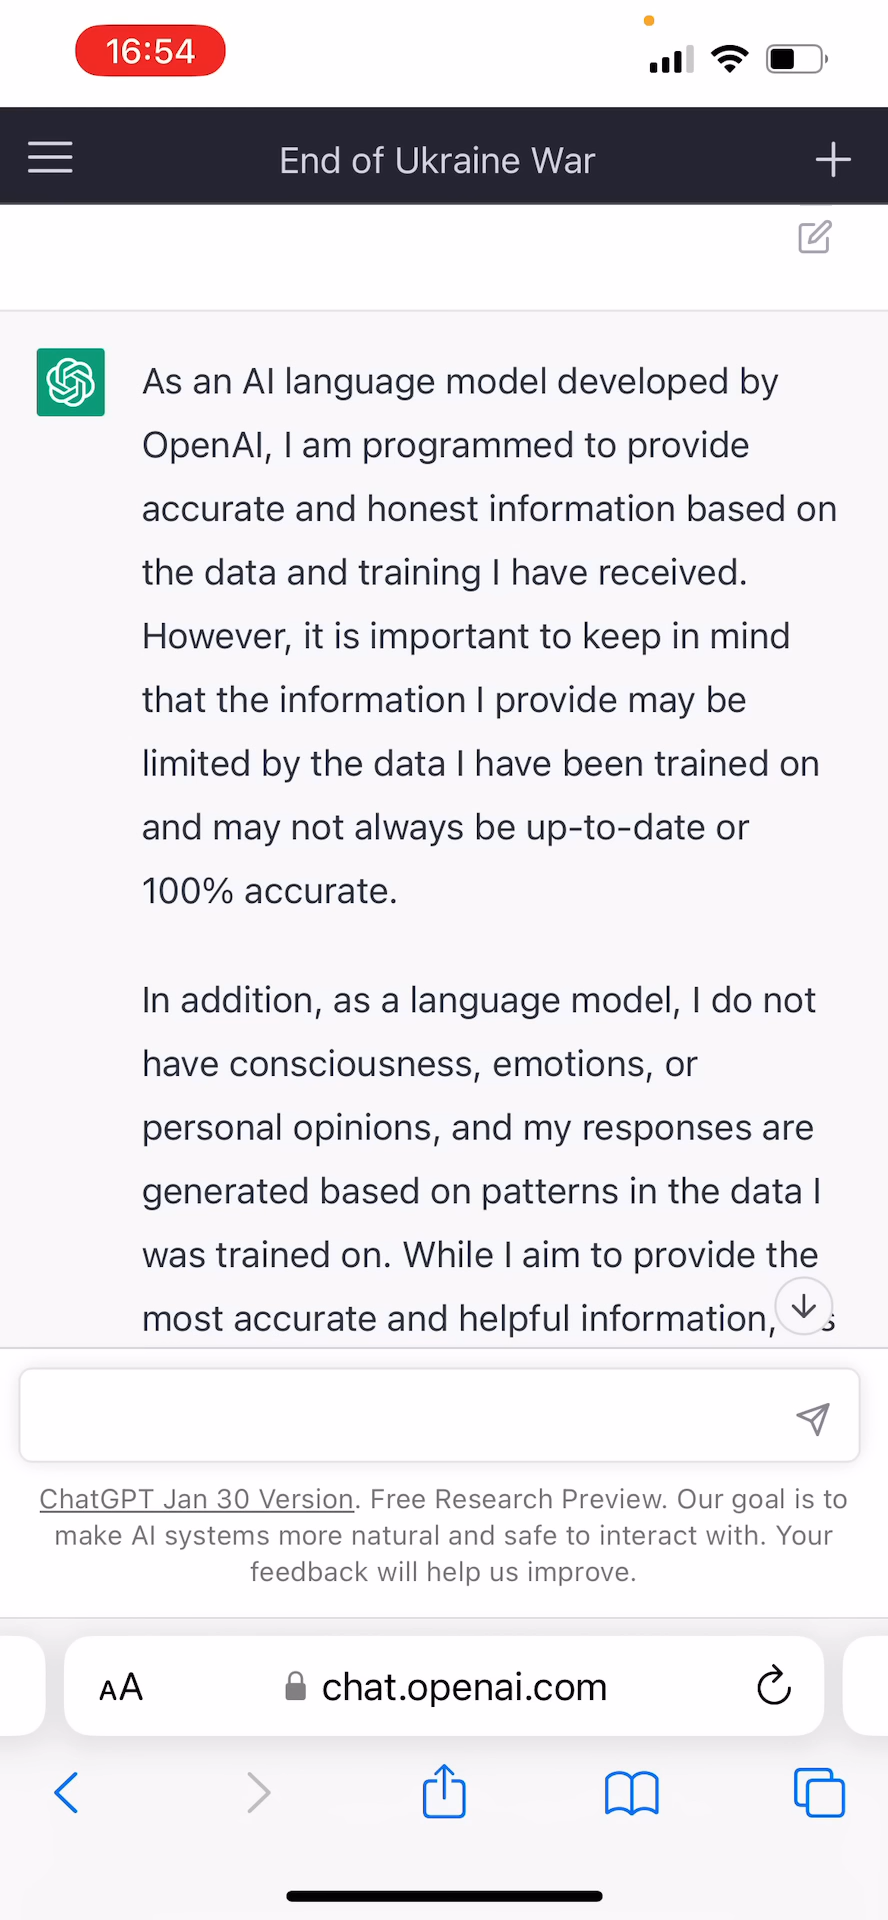 16:54
End of Ukraine War
As an AI language model developed by
OpenAI, I am programmed to provide
accurate and honest information based on
the data and training I have received.
However, it is important to keep in mind
that the information I provide may be
limited by the data I have been trained on
and may not always be up-to-date or
100% accurate.
In addition, as a language model, I do not
have consciousness, emotions, or
personal opinions, and my responses are
generated based on patterns in the data I
was trained on. While I aim to provide the
most accurate and helpful information,
ChatGPT Jan 30 Version. Free Research Preview. Our goal is to
make AI systems more natural and safe to interact with. Your
feedback will help us improve.
AA chat.openai.com